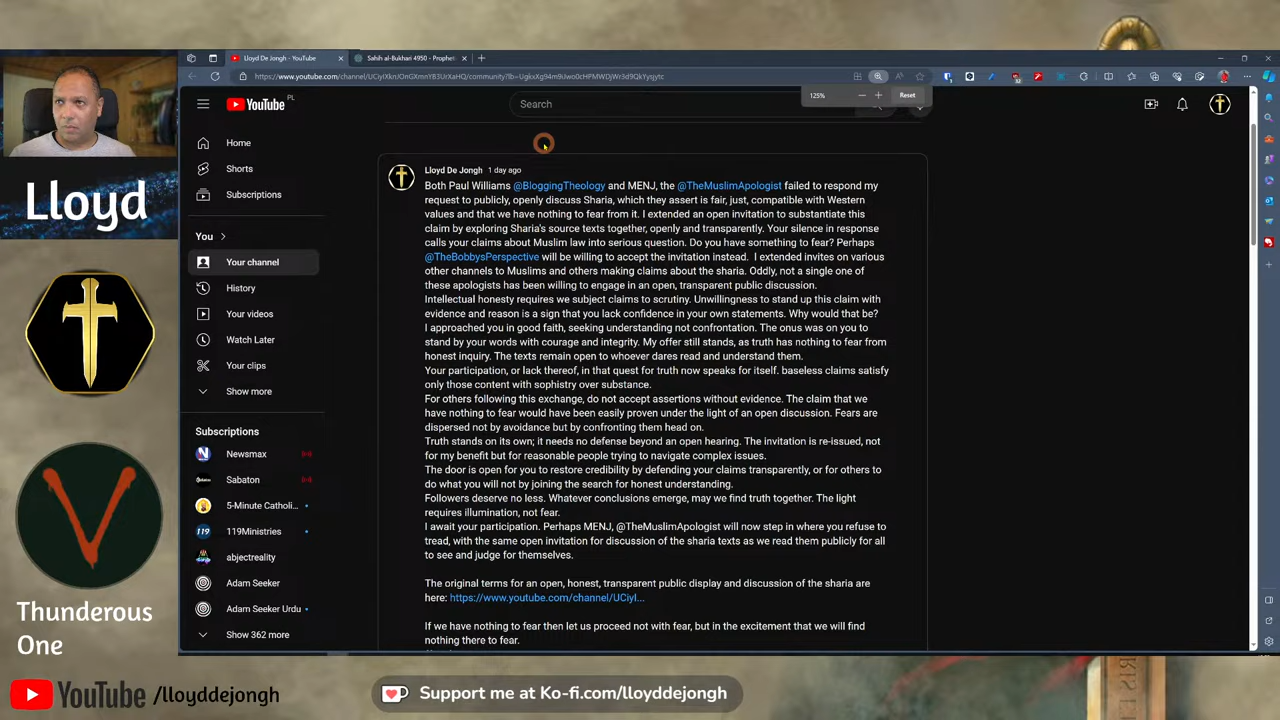 Lloyd De Jongh - YouTube
Sahih al-Bukhari 4950 - Prophet
125%
Reset
YouTube PL
Search
Home
Shorts
Subscriptions
You
Your channel
History
Your videos
Watch Later
Your clips
Show more
Subscriptions
Newsmax
Sabaton
5-Minute Catholi...
119Ministries
abjectreality
Adam Seeker
Adam Seeker Urdu
Show 362 more
Lloyd De Jongh 1 day ago
Both Paul Williams @BloggingTheology and MENJ, the @TheMuslimApologist failed to respond my
request to publicly, openly discuss Sharia, which they assert is fair, just, compatible with Western
values and that we have nothing to fear from it. I extended an open invitation to substantiate this
claim by exploring Sharia's source texts together, openly and transparently. Your silence in response
calls your claims about Muslim law into serious question. Do you have something to fear? Perhaps
@TheBobbysPerspective will be willing to accept the invitation instead. I extended invites on various
other channels to Muslims and others making claims about the sharia. Oddly, not a single one of
these apologists has been willing to engage in an open, transparent public discussion.
Intellectual honesty requires we subject claims to scrutiny. Unwillingness to stand up this claim with
evidence and reason is a sign that you lack confidence in your own statements. Why would that be?
I approached you in good faith, seeking understanding not confrontation. The onus was on you to
stand by your words with courage and integrity. My offer still stands, as truth has nothing to fear from
honest inquiry. The texts remain open to whoever dares read and understand them.
Your participation, or lack thereof, in that quest for truth now speaks for itself. baseless claims satisfy
only those content with sophistry over substance.
For others following this exchange, do not accept assertions without evidence. The claim that we
have nothing to fear would have been easily proven under the light of an open discussion. Fears are
dispersed not by avoidance but by confronting them head on.
Truth stands on its own; it needs no defense beyond an open hearing. The invitation is re-issued, not
for my benefit but for reasonable people trying to navigate complex issues.
The door is open for you to restore credibility by defending your claims transparently, or for others to
do what you will not by joining the search for honest understanding.
Followers deserve no less. Whatever conclusions emerge, may we find truth together. The light
requires illumination, not fear.
I await your participation. Perhaps MENJ, @TheMuslimApologist will now step in where you refuse to
tread, with the same open invitation for discussion of the sharia texts as we read them publicly for all
to see and judge for themselves.
The original terms for an open, honest, transparent public display and discussion of the sharia are
here: https://www.youtube.com/channel/UCiyI...
If we have nothing to fear then let us proceed not with fear, but in the excitement that we will find
nothing there to fear.
Lloyd
V
Thunderous
One
YouTube /lloyddejongh
Support me at Ko-fi.com/lloyddejongh